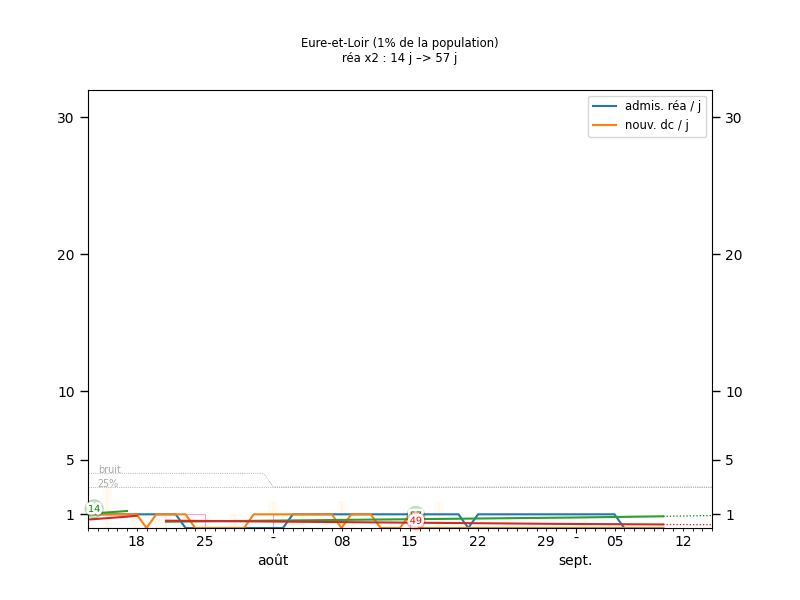 Eure-et-Loir (1% de la population)
réa x2 : 14 j –> 57 j
admis. réa / j
nouv. dc / j
30 30
20 20
10 10
5 5
bruit
25%
14
49
1 1
18 25 - 08 15 22 29 - 05 12
août sept.